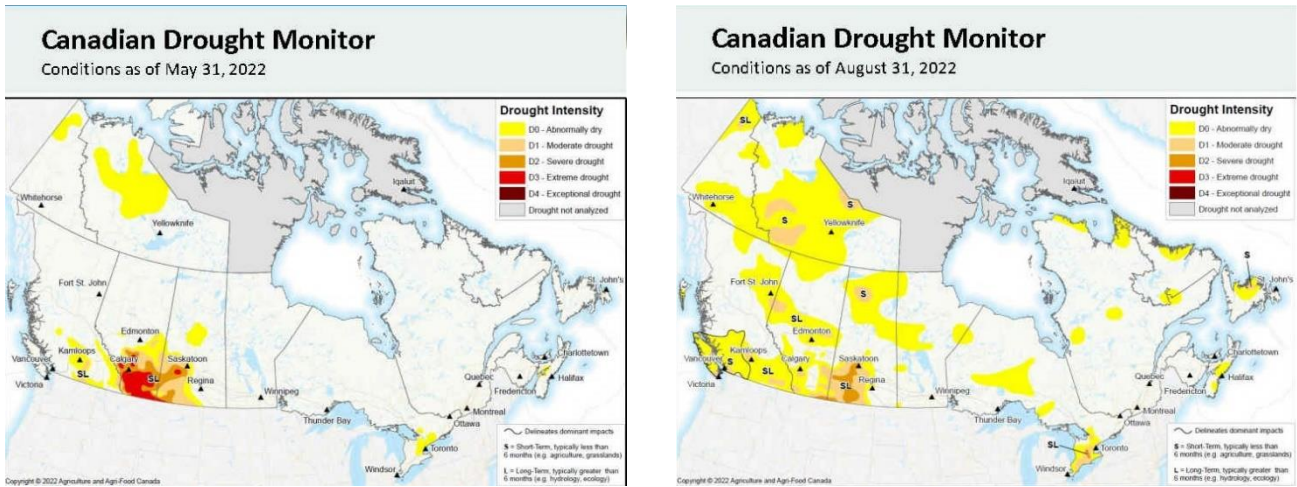 Canadian Drought Monitor
Conditions as of May 31, 2022
Drought Intensity
D0 - Abnormally dry
D1 - Moderate drought
D2 - Severe drought
D3 - Extreme drought
D4 - Exceptional drought
Drought not analyzed
Iqaluit
Whitehorse
Yellowknife
Fort St. John
St. John's
Edmonton
Kamloops
Calgary
Saskatoon
Vancouver
SL
SL
Regina
Victoria
Winnipeg
Thunder Bay
Charlottetown
Quebec
Fredericton
Halifax
Montreal
Ottawa
Toronto
Windsor
Delineates dominant impacts
S = Short-Term, typically less than
6 months (e.g. agriculture, grasslands)
L = Long-Term, typically greater than
6 months (e.g. hydrology, ecology)
Copyright © 2022 Agriculture and Agri-Food Canada
Canadian Drought Monitor
Conditions as of August 31, 2022
Drought Intensity
D0 - Abnormally dry
D1 - Moderate drought
D2 - Severe drought
D3 - Extreme drought
D4 - Exceptional drought
Drought not analyzed
SL
Iqaluit
Whitehorse
S
S
Yellowknife
S
St. John's
Fort St. John
S
SL
Edmonton
Vancouver
Kamloops
S
Calgary
Saskatoon
SL
SL
Regina
Victoria
Winnipeg
Thunder Bay
Charlottetown
Quebec
Fredericton
Halifax
Montreal
Ottawa
SL
Toronto
Windsor
Delineates dominant impacts
S = Short-Term, typically less than
6 months (e.g. agriculture, grasslands)
L = Long-Term, typically greater than
6 months (e.g. hydrology, ecology)
Copyright © 2022 Agriculture and Agri-Food Canada